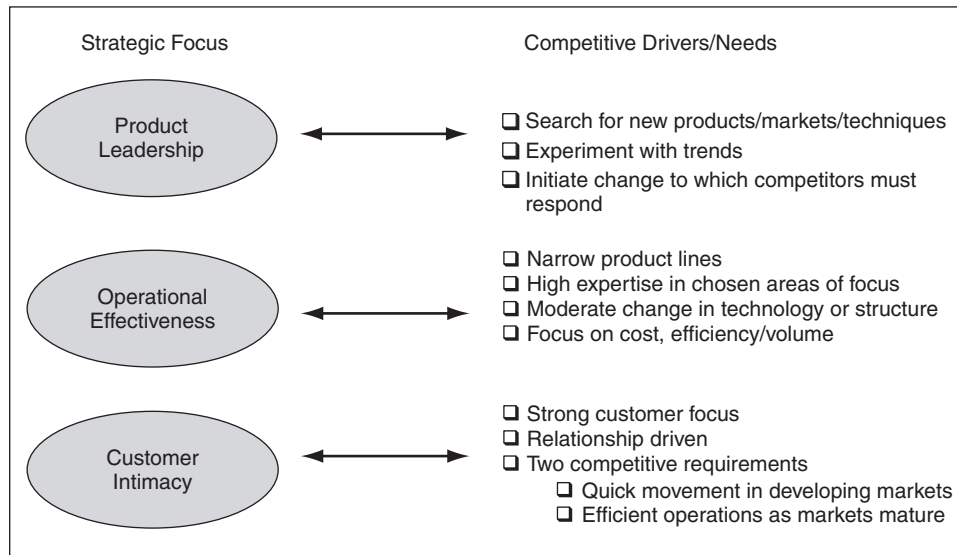 Strategic Focus
Competitive Drivers/Needs
Product
Leadership
❑ Search for new products/markets/techniques
❑ Experiment with trends
❑ Initiate change to which competitors must
respond
Operational
Effectiveness
❑ Narrow product lines
❑ High expertise in chosen areas of focus
❑ Moderate change in technology or structure
❑ Focus on cost, efficiency/volume
Customer
Intimacy
❑ Strong customer focus
❑ Relationship driven
❑ Two competitive requirements
❑ Quick movement in developing markets
❑ Efficient operations as markets mature